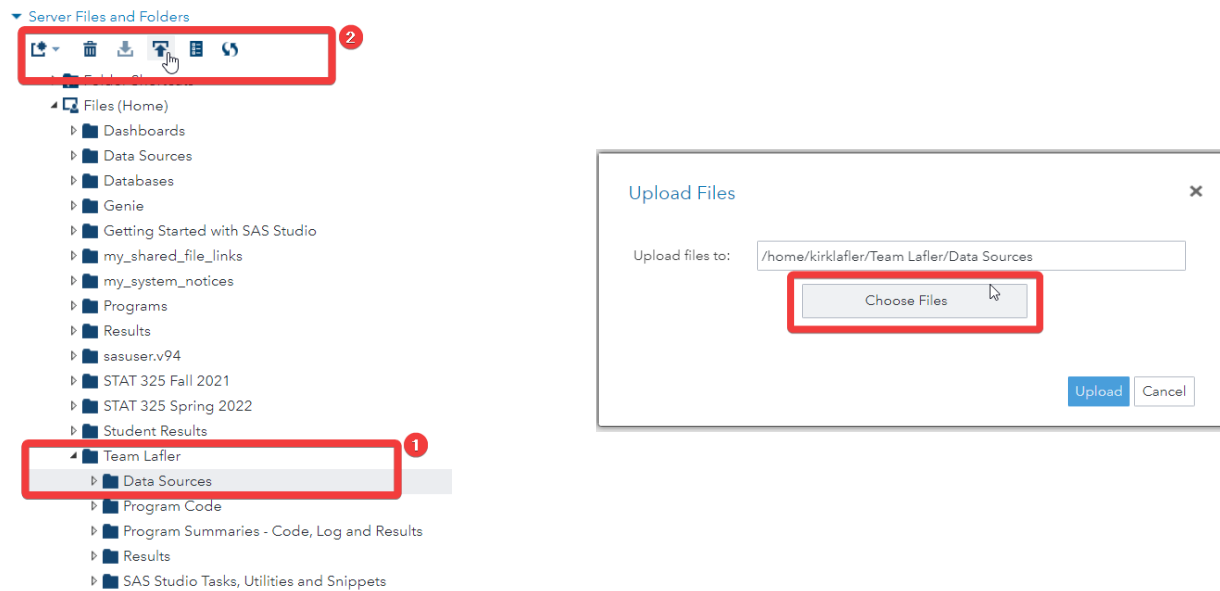 Server Files and Folders
2
Folder Shortcuts
Files (Home)
Dashboards
Data Sources
Databases
Genie
Getting Started with SAS Studio
my_shared_file_links
my_system_notices
Programs
Results
sasuser.v94
STAT 325 Fall 2021
STAT 325 Spring 2022
Student Results
1
Team Lafler
Data Sources
Program Code
Program Summaries - Code, Log and Results
Results
SAS Studio Tasks, Utilities and Snippets
Upload Files
Upload files to: /home/kirklafler/Team Lafler/Data Sources
Choose Files
Upload Cancel